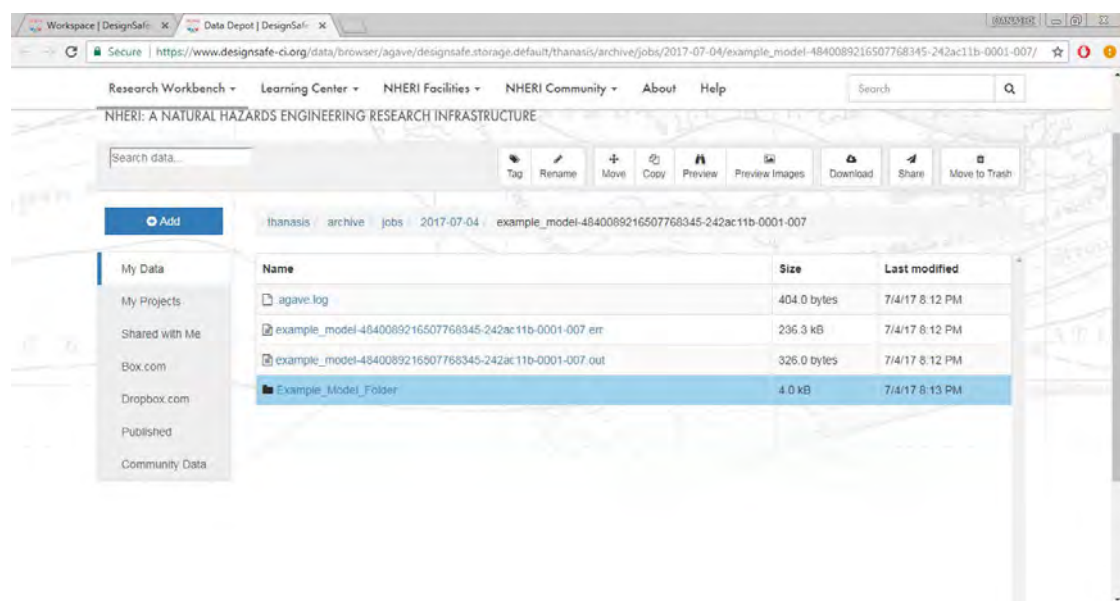 Workspace | DesignSafe
Data Depot | DesignSafe
Secure | https://www.designsafe-ci.org/data/browser/agave/designsafe.storage.default/thanasis/archive/jobs/2017-07-04/example_model-4840089216507768345-242ac11b-0001-007/
Research Workbench Learning Center NHERI Facilities NHERI Community About Help Search
NHERI: A NATURAL HAZARDS ENGINEERING RESEARCH INFRASTRUCTURE
Search data...
Tag Rename Move Copy Preview Preview Images Download Share Move to Trash
Add
thanasis / archive / jobs / 2017-07-04 / example_model-4840089216507768345-242ac11b-0001-007
My Data
My Projects
Shared with Me
Box.com
Dropbox.com
Published
Community Data
Name Size Last modified
.agave.log 404.0 bytes 7/4/17 8:12 PM
example_model-4840089216507768345-242ac11b-0001-007.err 236.3 kB 7/4/17 8:12 PM
example_model-4840089216507768345-242ac11b-0001-007.out 326.0 bytes 7/4/17 8:12 PM
Example_Model_Folder 4.0 kB 7/4/17 8:13 PM